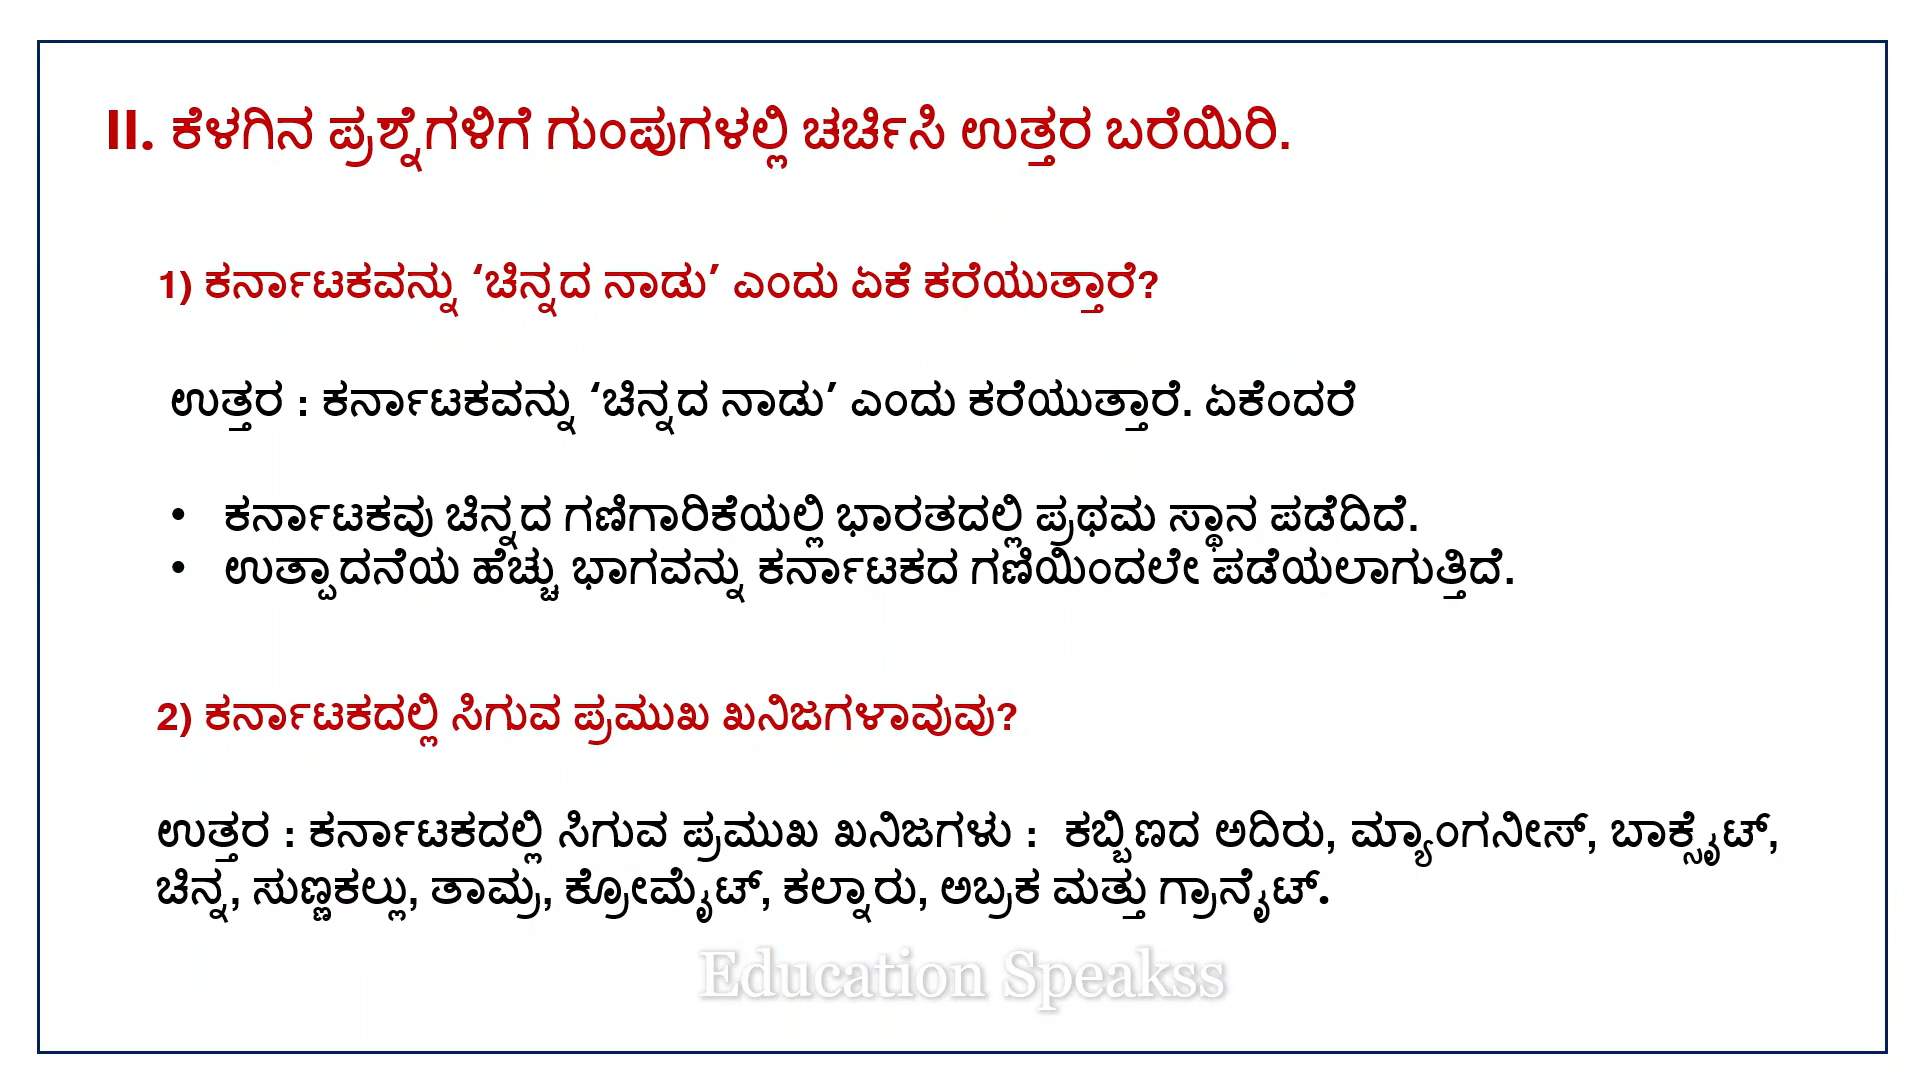 II. ಕೆಳಗಿನ ಪ್ರಶ್ನೆಗಳಿಗೆ ಗುಂಪುಗಳಲ್ಲಿ ಚರ್ಚಿಸಿ ಉತ್ತರ ಬರೆಯಿರಿ.
1) ಕರ್ನಾಟಕವನ್ನು ‘ಚಿನ್ನದ ನಾಡು’ ಎಂದು ಏಕೆ ಕರೆಯುತ್ತಾರೆ?
ಉತ್ತರ : ಕರ್ನಾಟಕವನ್ನು ‘ಚಿನ್ನದ ನಾಡು’ ಎಂದು ಕರೆಯುತ್ತಾರೆ. ಏಕೆಂದರೆ
• ಕರ್ನಾಟಕವು ಚಿನ್ನದ ಗಣಿಗಾರಿಕೆಯಲ್ಲಿ ಭಾರತದಲ್ಲಿ ಪ್ರಥಮ ಸ್ಥಾನ ಪಡೆದಿದೆ.
• ಉತ್ಪಾದನೆಯ ಹೆಚ್ಚು ಭಾಗವನ್ನು ಕರ್ನಾಟಕದ ಗಣಿಯಿಂದಲೇ ಪಡೆಯಲಾಗುತ್ತಿದೆ.
2) ಕರ್ನಾಟಕದಲ್ಲಿ ಸಿಗುವ ಪ್ರಮುಖ ಖನಿಜಗಳಾವುವು?
ಉತ್ತರ : ಕರ್ನಾಟಕದಲ್ಲಿ ಸಿಗುವ ಪ್ರಮುಖ ಖನಿಜಗಳು : ಕಬ್ಬಿಣದ ಅದಿರು, ಮ್ಯಾಂಗನೀಸ್, ಬಾಕ್ಸೈಟ್,
ಚಿನ್ನ, ಸುಣ್ಣಕಲ್ಲು, ತಾಮ್ರ, ಕ್ರೋಮೈಟ್, ಕಲ್ನಾರು, ಅಬ್ರಕ ಮತ್ತು ಗ್ರಾನೈಟ್.
Education Speakss